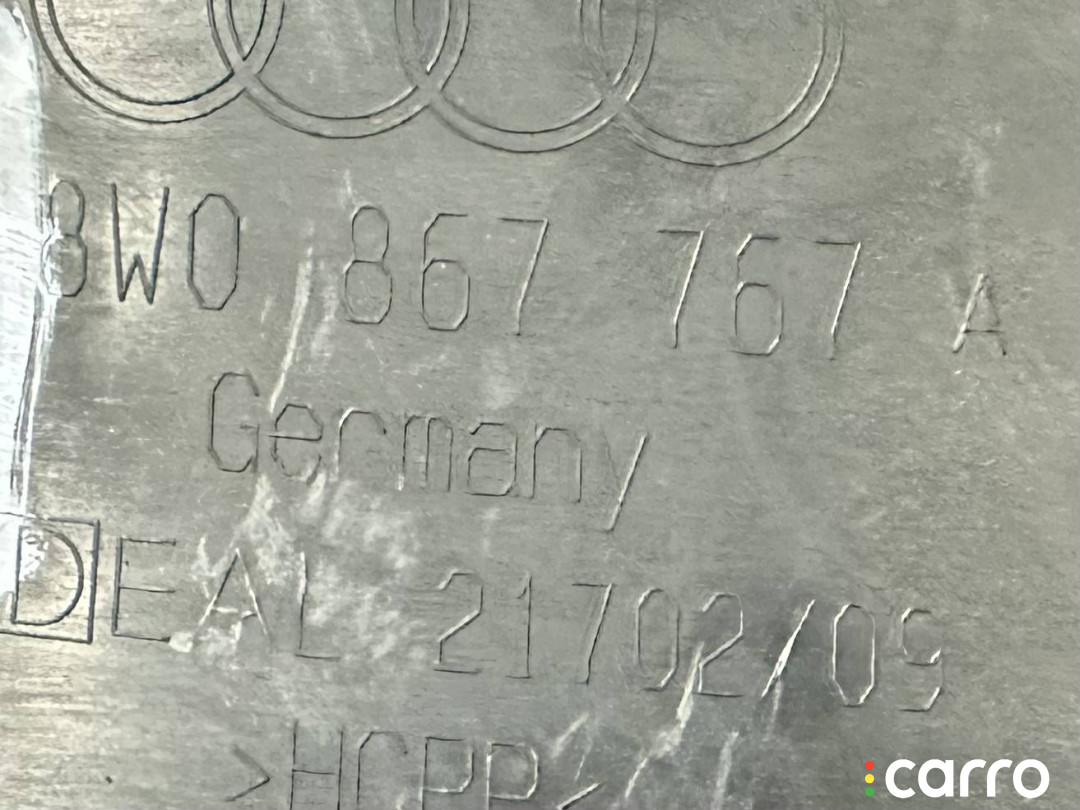 8W0 867 767 A
Germany
DEAL 21702/09
>HCPP<
carro